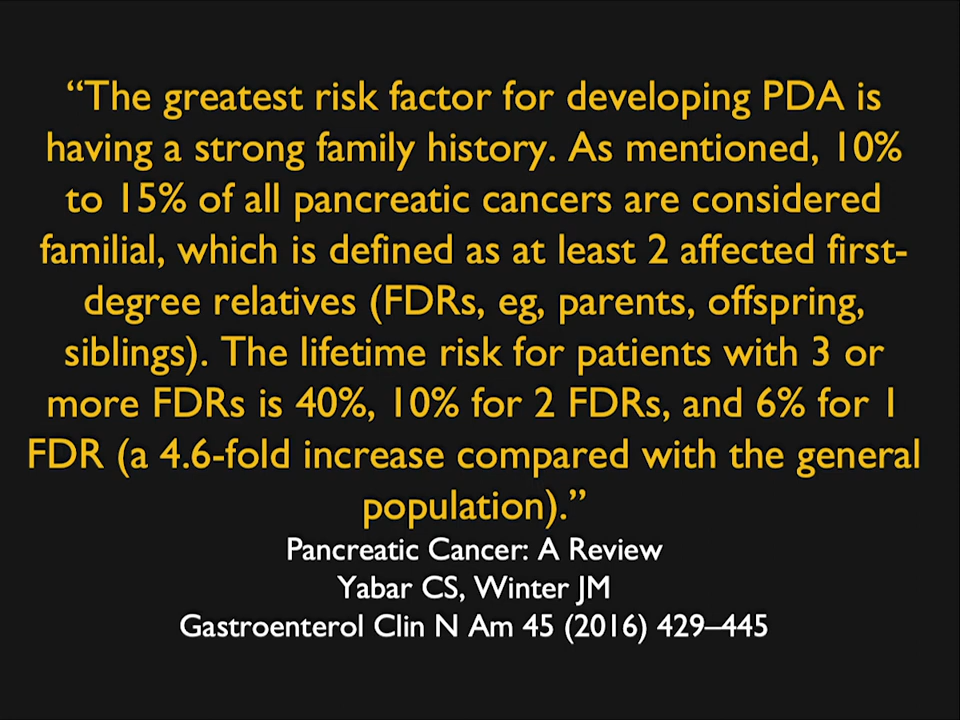 “The greatest risk factor for developing PDA is
having a strong family history. As mentioned, 10%
to 15% of all pancreatic cancers are considered
familial, which is defined as at least 2 affected first-
degree relatives (FDRs, eg, parents, offspring,
siblings). The lifetime risk for patients with 3 or
more FDRs is 40%, 10% for 2 FDRs, and 6% for 1
FDR (a 4.6-fold increase compared with the general
population).”
Pancreatic Cancer: A Review
Yabar CS, Winter JM
Gastroenterol Clin N Am 45 (2016) 429–445